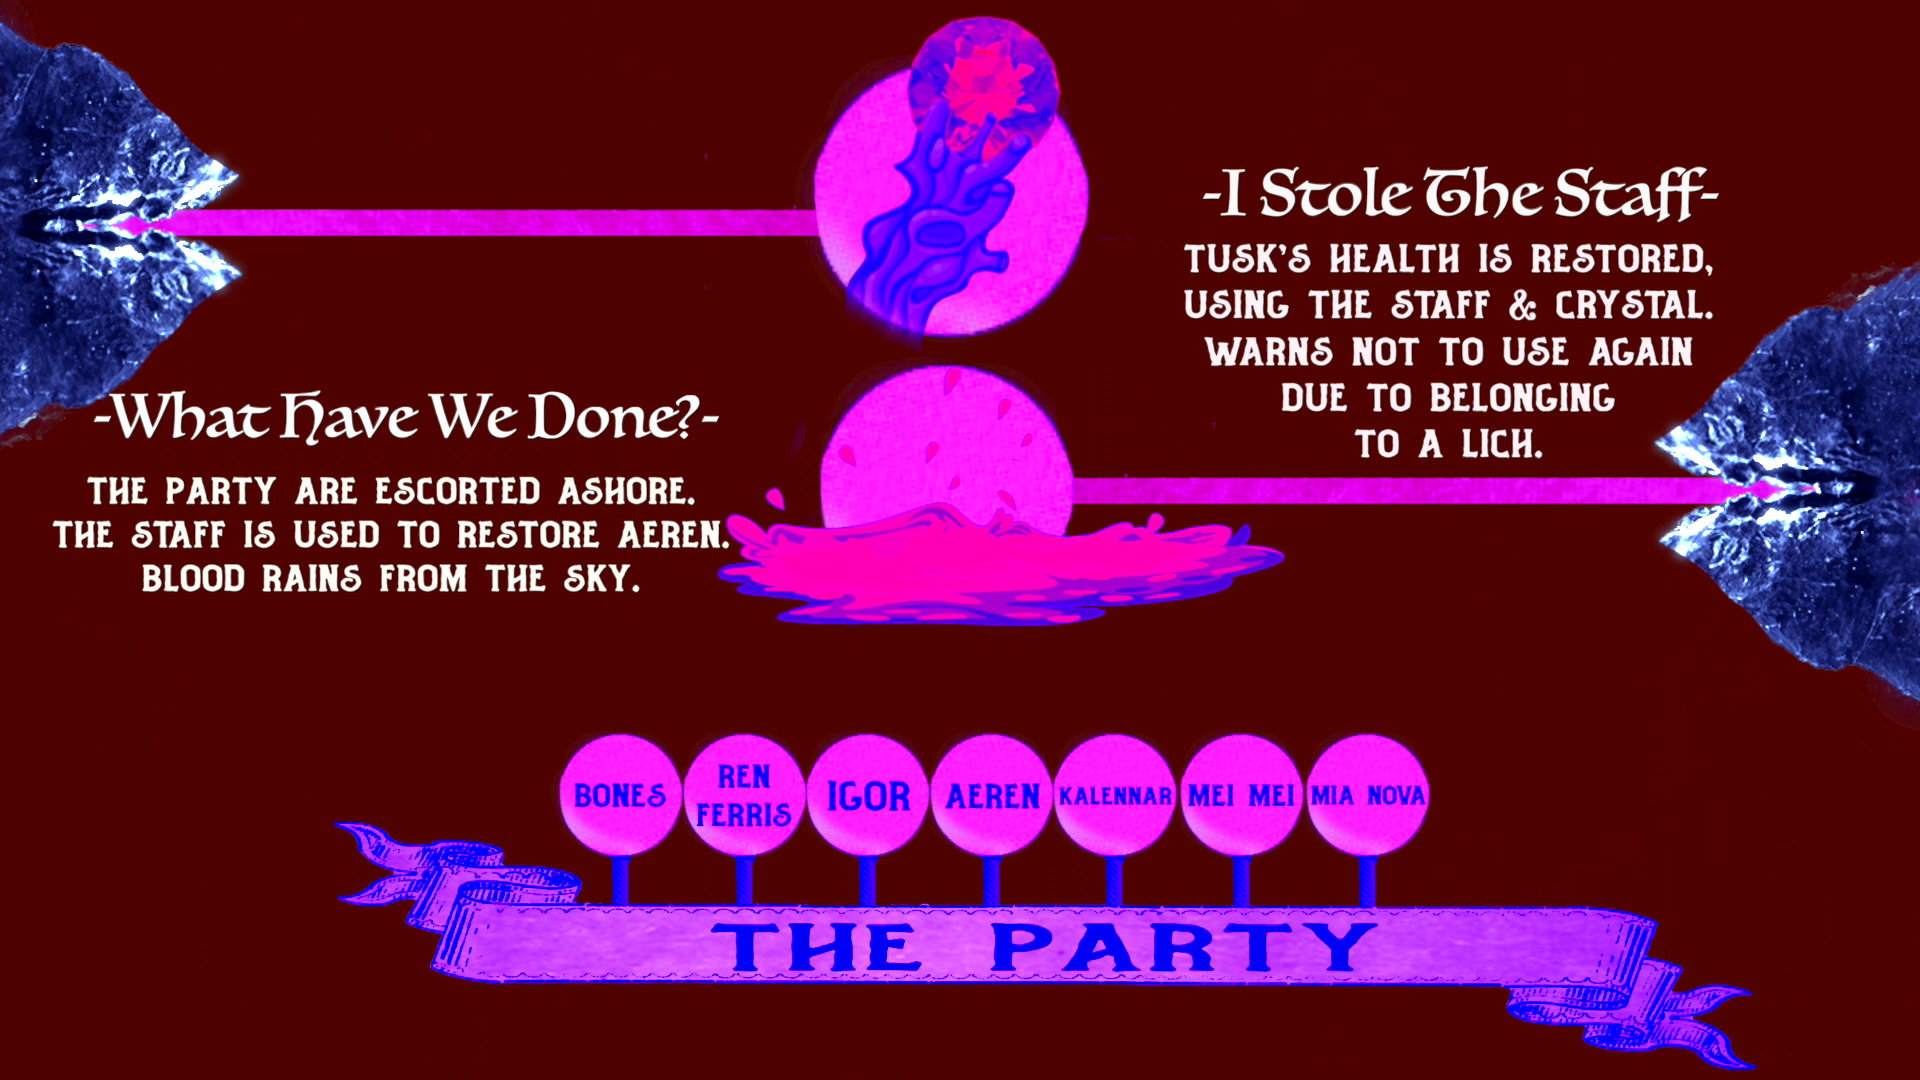 -I Stole The Staff-
TUSK'S HEALTH IS RESTORED,
USING THE STAFF & CRYSTAL.
WARNS NOT TO USE AGAIN
DUE TO BELONGING
TO A LICH.
-What Have We Done?-
THE PARTY ARE ESCORTED ASHORE.
THE STAFF IS USED TO RESTORE AEREN.
BLOOD RAINS FROM THE SKY.
BONES
REN
FERRIS
IGOR
AEREN
KALENNAR
MEI MEI
MIA NOVA
THE PARTY